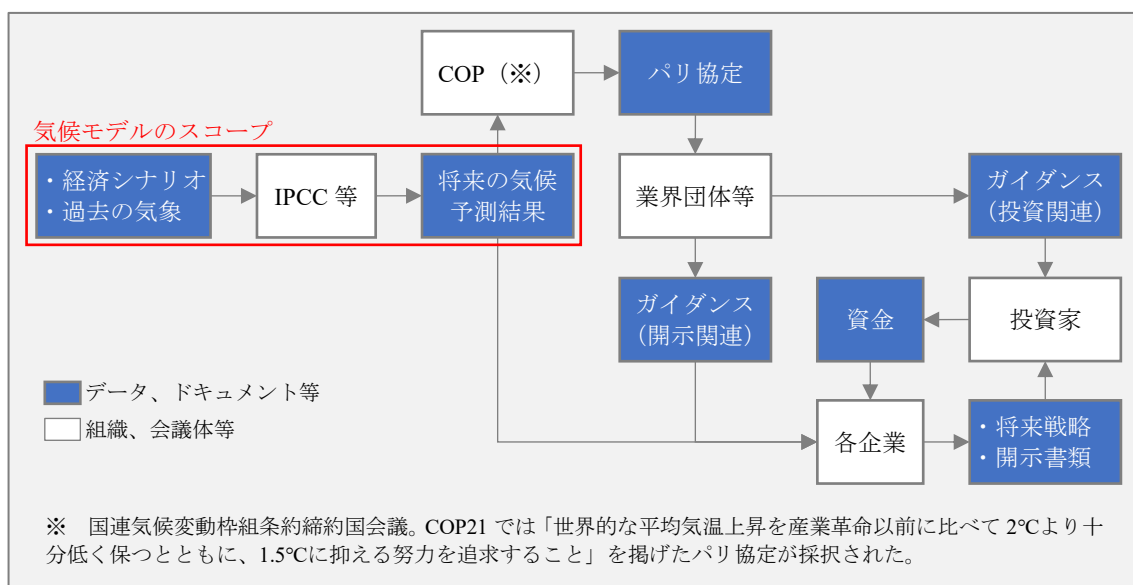 COP（※）
パリ協定
気候モデルのスコープ
・経済シナリオ
・過去の気象
IPCC 等
将来の気候
予測結果
業界団体等
ガイダンス
（投資関連）
ガイダンス
（開示関連）
資金
投資家
データ、ドキュメント等
組織、会議体等
各企業
・将来戦略
・開示書類
※　国連気候変動枠組条約締約国会議。COP21 では「世界的な平均気温上昇を産業革命以前に比べて 2℃より十
分低く保つとともに、1.5℃に抑える努力を追求すること」を掲げたパリ協定が採択された。